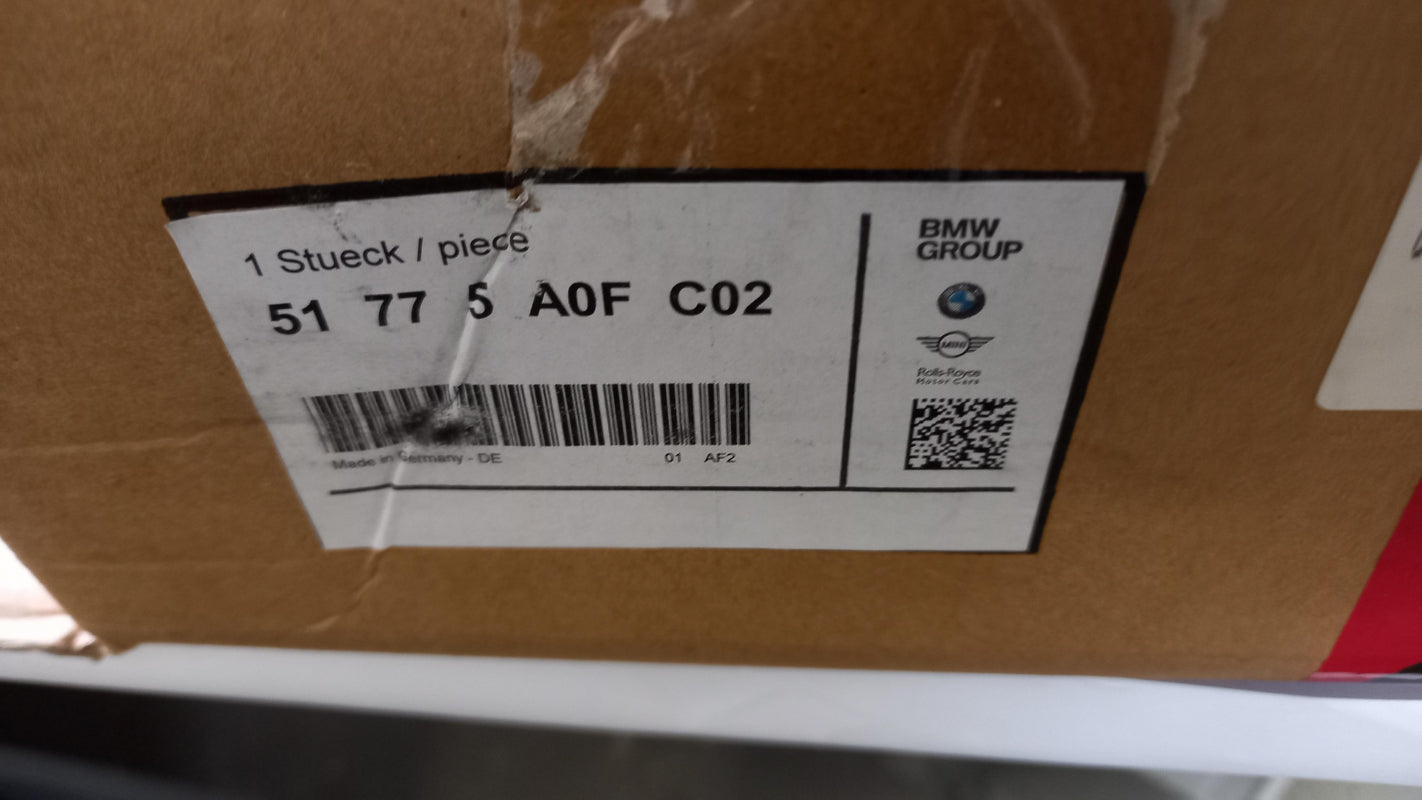 1 Stueck / piece
51 77 5 A0F C02
Made in Germany - DE 01 AF2
BMW
GROUP
MINI
Rolls-Royce
Motor Cars